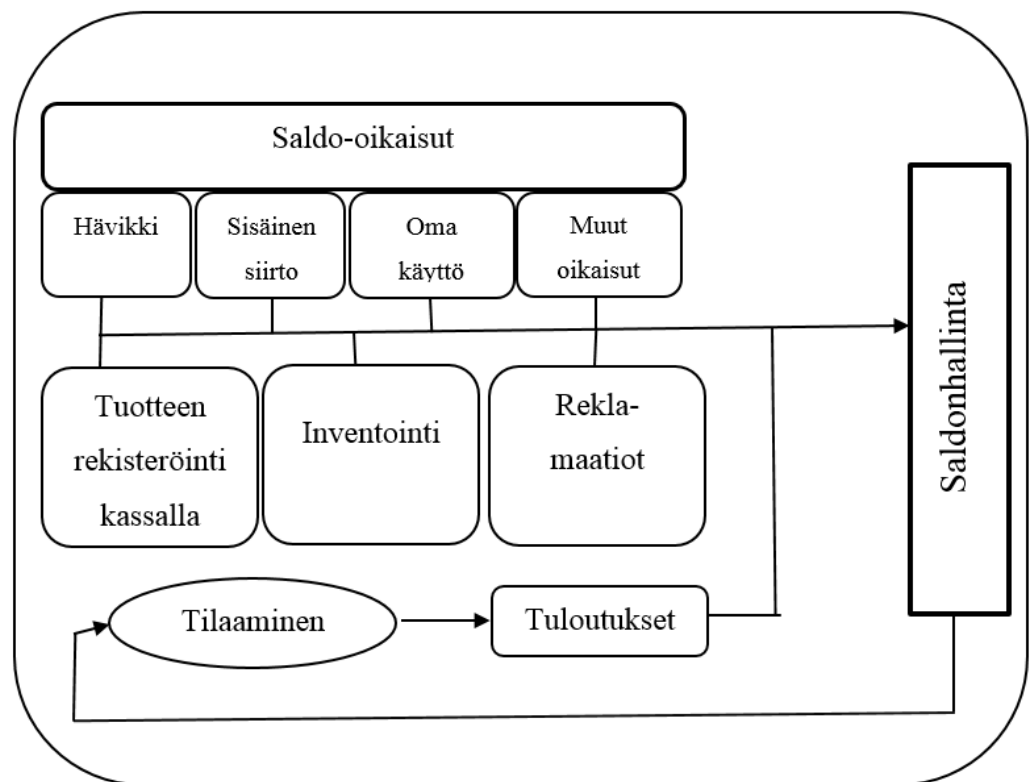 Saldo-oikaisut
Hävikki
Sisäinen
siirto
Oma
käyttö
Muut
oikaisut
Saldonhallinta
Tuotteen
rekisteröinti
kassalla
Inventointi
Rekla-
maatiot
Tilaaminen
Tuloutukset